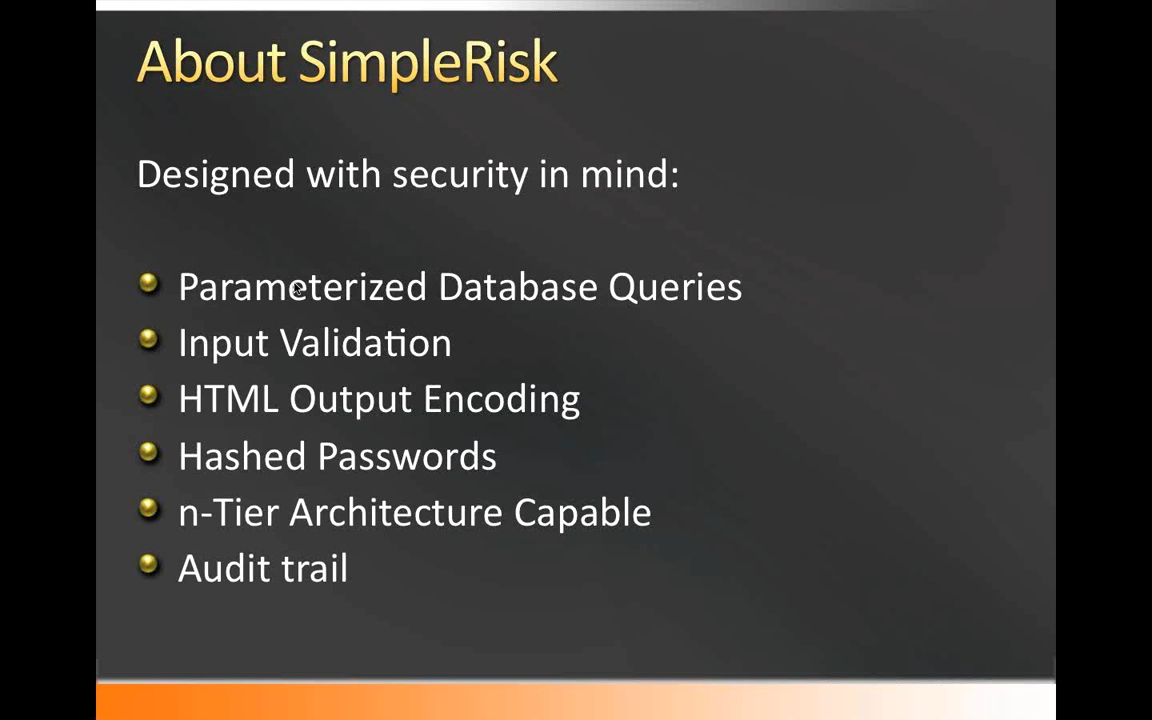 About SimpleRisk
Designed with security in mind:
Parameterized Database Queries
Input Validation
HTML Output Encoding
Hashed Passwords
n-Tier Architecture Capable
Audit trail